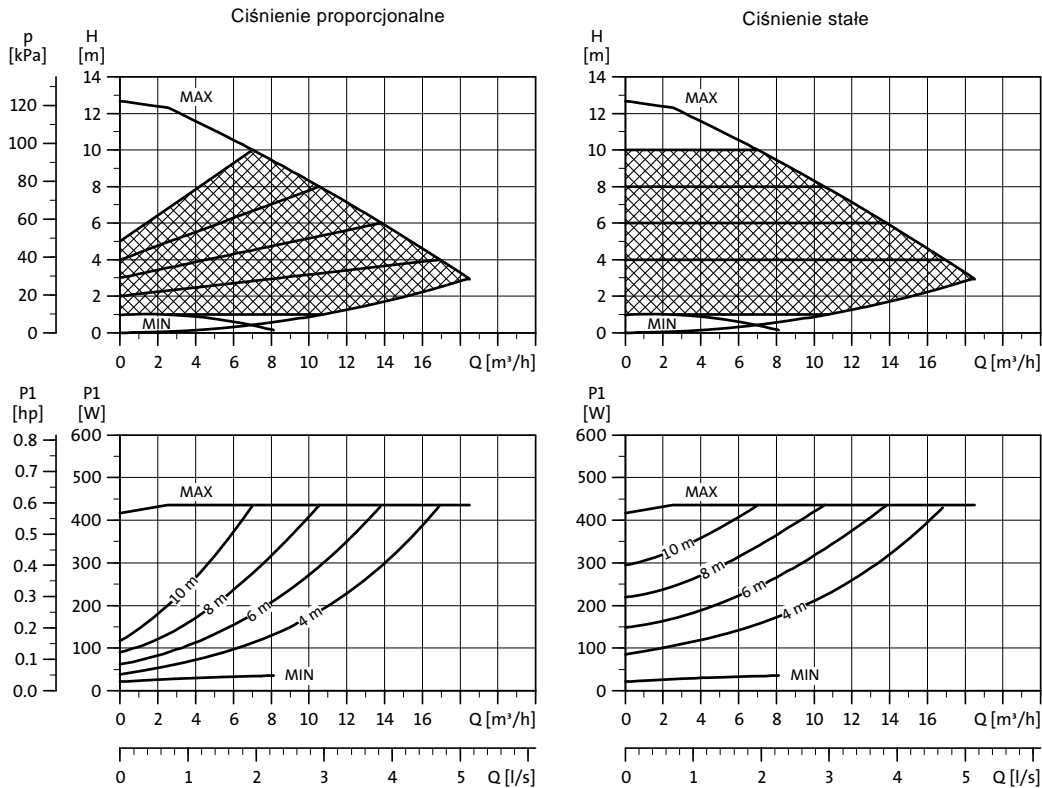 Ciśnienie proporcjonalne
Ciśnienie stałe
p
[kPa]
H
[m]
H
[m]
120
100
80
60
40
20
0
14
12
10
8
6
4
2
0
MAX
MIN
0 2 4 6 8 10 12 14 16 Q [m³/h]
14
12
10
8
6
4
2
0
MAX
MIN
0 2 4 6 8 10 12 14 16 Q [m³/h]
P1
[hp]
P1
[W]
P1
[W]
0.8
0.7
0.6
0.5
0.4
0.3
0.2
0.1
0.0
600
500
400
300
200
100
0
MAX
10 m
8 m
6 m
4 m
MIN
0 2 4 6 8 10 12 14 16 Q [m³/h]
0 1 2 3 4 5 Q [l/s]
600
500
400
300
200
100
0
MAX
10 m
8 m
6 m
4 m
MIN
0 2 4 6 8 10 12 14 16 Q [m³/h]
0 1 2 3 4 5 Q [l/s]